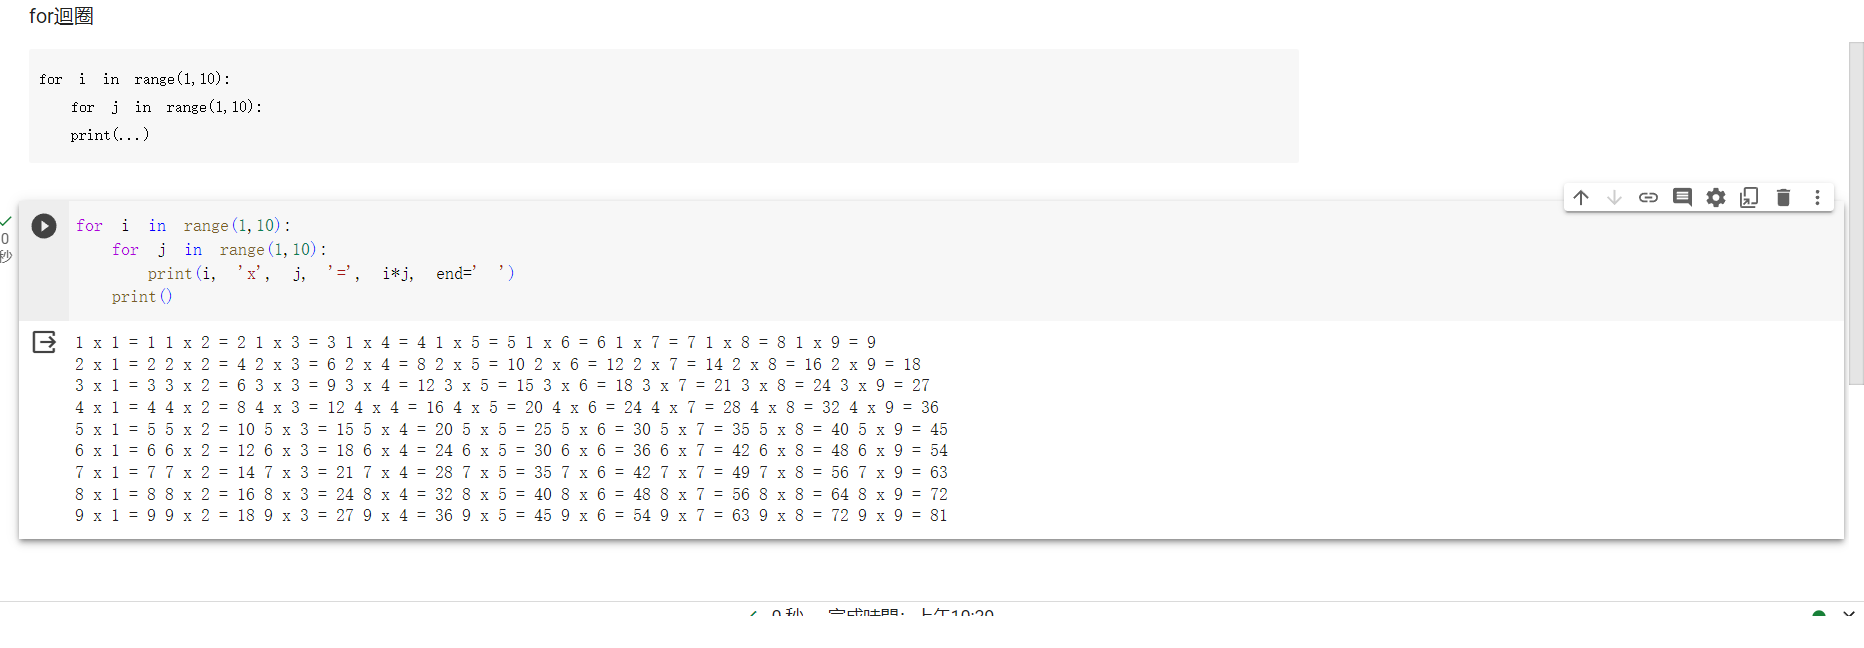 for迴圈
for i in range(1,10):
    for j in range(1,10):
    print(...)
0
秒
for i in range(1,10):
    for j in range(1,10):
        print(i, 'x', j, '=', i*j, end=' ')
    print()
1 x 1 = 1 1 x 2 = 2 1 x 3 = 3 1 x 4 = 4 1 x 5 = 5 1 x 6 = 6 1 x 7 = 7 1 x 8 = 8 1 x 9 = 9
2 x 1 = 2 2 x 2 = 4 2 x 3 = 6 2 x 4 = 8 2 x 5 = 10 2 x 6 = 12 2 x 7 = 14 2 x 8 = 16 2 x 9 = 18
3 x 1 = 3 3 x 2 = 6 3 x 3 = 9 3 x 4 = 12 3 x 5 = 15 3 x 6 = 18 3 x 7 = 21 3 x 8 = 24 3 x 9 = 27
4 x 1 = 4 4 x 2 = 8 4 x 3 = 12 4 x 4 = 16 4 x 5 = 20 4 x 6 = 24 4 x 7 = 28 4 x 8 = 32 4 x 9 = 36
5 x 1 = 5 5 x 2 = 10 5 x 3 = 15 5 x 4 = 20 5 x 5 = 25 5 x 6 = 30 5 x 7 = 35 5 x 8 = 40 5 x 9 = 45
6 x 1 = 6 6 x 2 = 12 6 x 3 = 18 6 x 4 = 24 6 x 5 = 30 6 x 6 = 36 6 x 7 = 42 6 x 8 = 48 6 x 9 = 54
7 x 1 = 7 7 x 2 = 14 7 x 3 = 21 7 x 4 = 28 7 x 5 = 35 7 x 6 = 42 7 x 7 = 49 7 x 8 = 56 7 x 9 = 63
8 x 1 = 8 8 x 2 = 16 8 x 3 = 24 8 x 4 = 32 8 x 5 = 40 8 x 6 = 48 8 x 7 = 56 8 x 8 = 64 8 x 9 = 72
9 x 1 = 9 9 x 2 = 18 9 x 3 = 27 9 x 4 = 36 9 x 5 = 45 9 x 6 = 54 9 x 7 = 63 9 x 8 = 72 9 x 9 = 81
0 秒 完成時間：上午